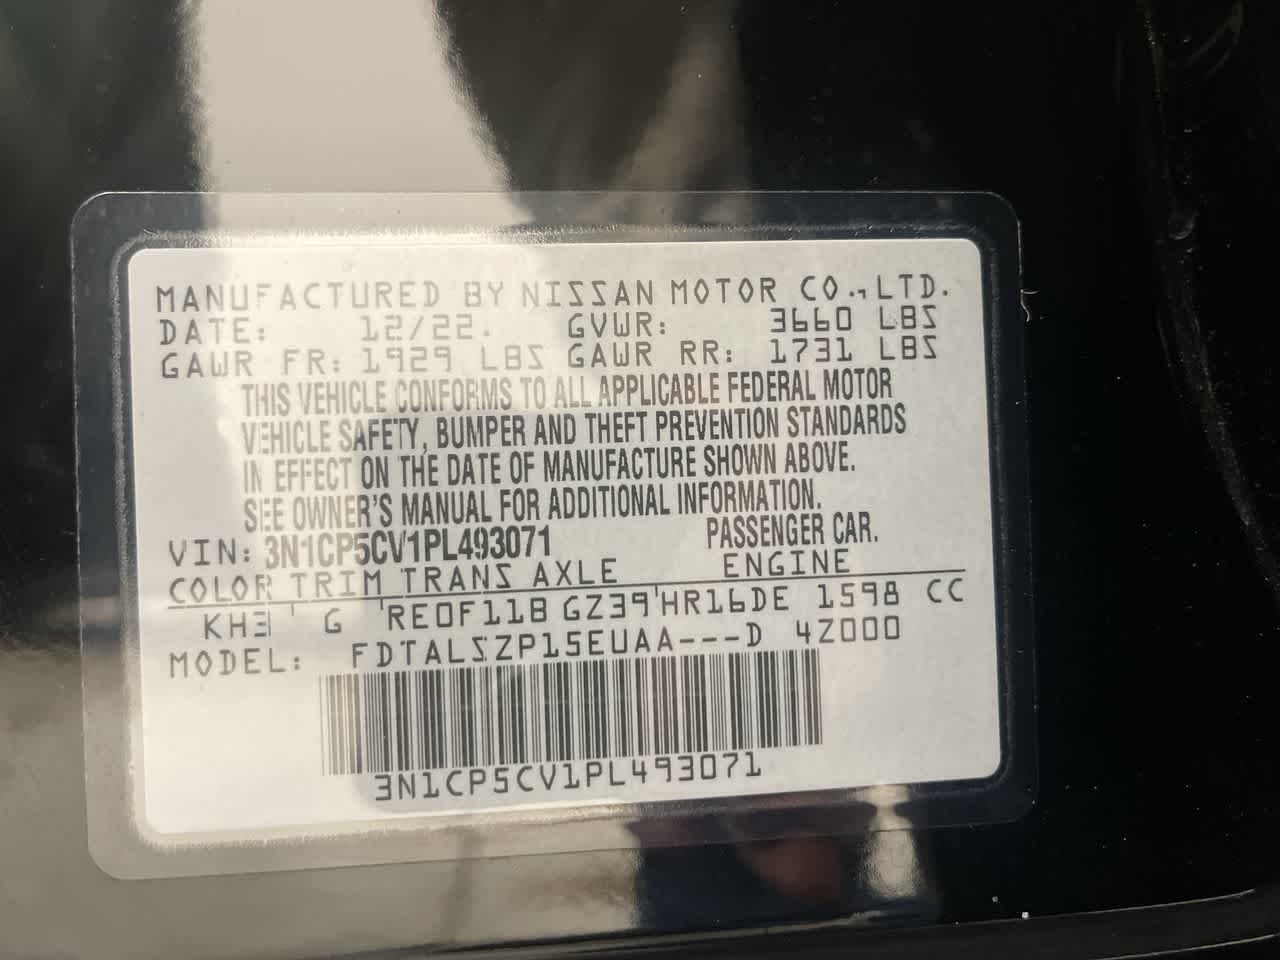 MANUFACTURED BY NISSAN MOTOR CO.,LTD.
DATE: 12/22. GVWR: 3660 LBS
GAWR FR: 1929 LBS GAWR RR: 1731 LBS
THIS VEHICLE CONFORMS TO ALL APPLICABLE FEDERAL MOTOR
VEHICLE SAFETY, BUMPER AND THEFT PREVENTION STANDARDS
IN EFFECT ON THE DATE OF MANUFACTURE SHOWN ABOVE.
SEE OWNER'S MANUAL FOR ADDITIONAL INFORMATION.
VIN: 3N1CP5CV1PL493071 PASSENGER CAR.
COLOR TRIM TRANS AXLE ENGINE
KH3 ' G 'RE0F11B GZ39'HR16DE 1598 CC
MODEL: FDTALSZP15EUAA---D 4Z000
3N1CP5CV1PL493071